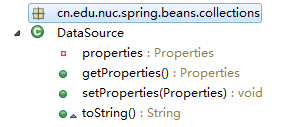 cn.edu.nuc.spring.beans.collections
DataSource
properties : Properties
getProperties() : Properties
setProperties(Properties) : void
toString() : String